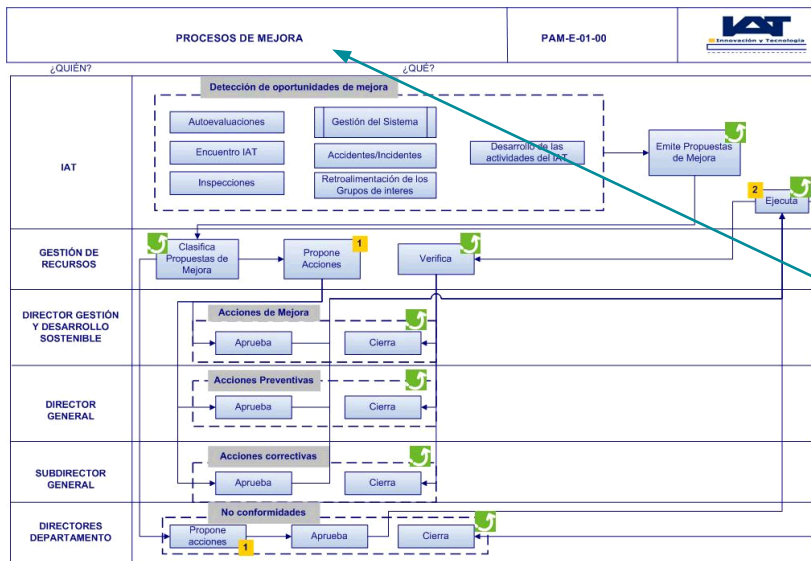 PROCESOS DE MEJORA
PAM-E-01-00
IAT
Innovación y Tecnología
¿QUIÉN?
¿QUÉ?
IAT
Detección de oportunidades de mejora
Autoevaluaciones
Gestión del Sistema
Encuentro IAT
Accidentes/Incidentes
Inspecciones
Retroalimentación de los
Grupos de interes
Desarrollo de las
actividades del IAT
Emite Propuestas
de Mejora
2
Ejecuta
GESTIÓN DE
RECURSOS
Clasifica
Propuestas de
Mejora
Propone
Acciones
1
Verifica
DIRECTOR GESTIÓN
Y DESARROLLO
SOSTENIBLE
Acciones de Mejora
Aprueba
Cierra
DIRECTOR
GENERAL
Acciones Preventivas
Aprueba
Cierra
SUBDIRECTOR
GENERAL
Acciones correctivas
Aprueba
Cierra
DIRECTORES
DEPARTAMENTO
No conformidades
Propone
acciones
1
Aprueba
Cierra